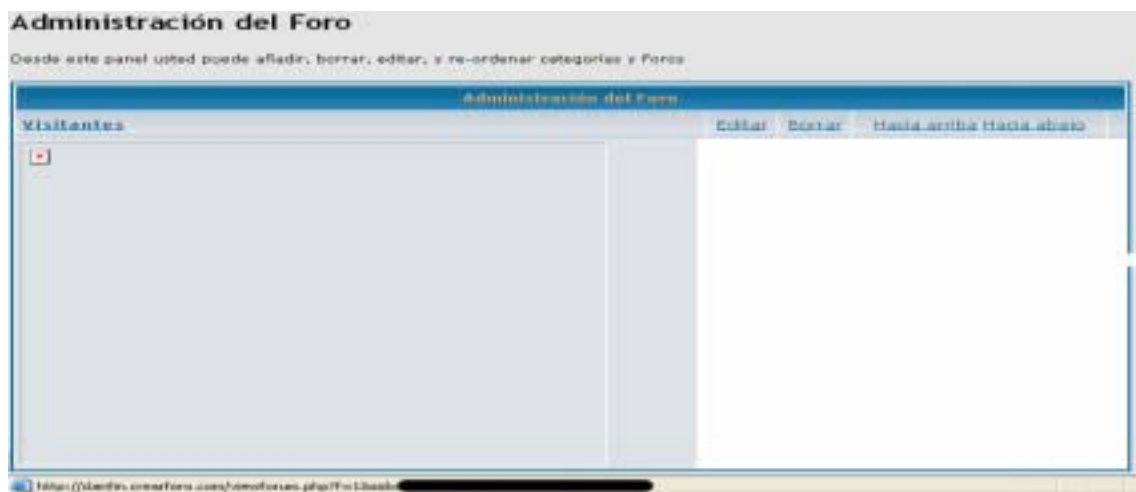 Administración del Foro
Desde este panel usted puede añadir, borrar, editar, y re-ordenar categorías y Foros
Administración del Foro
Visitantes Editar Borrar Hacia arriba Hacia abajo